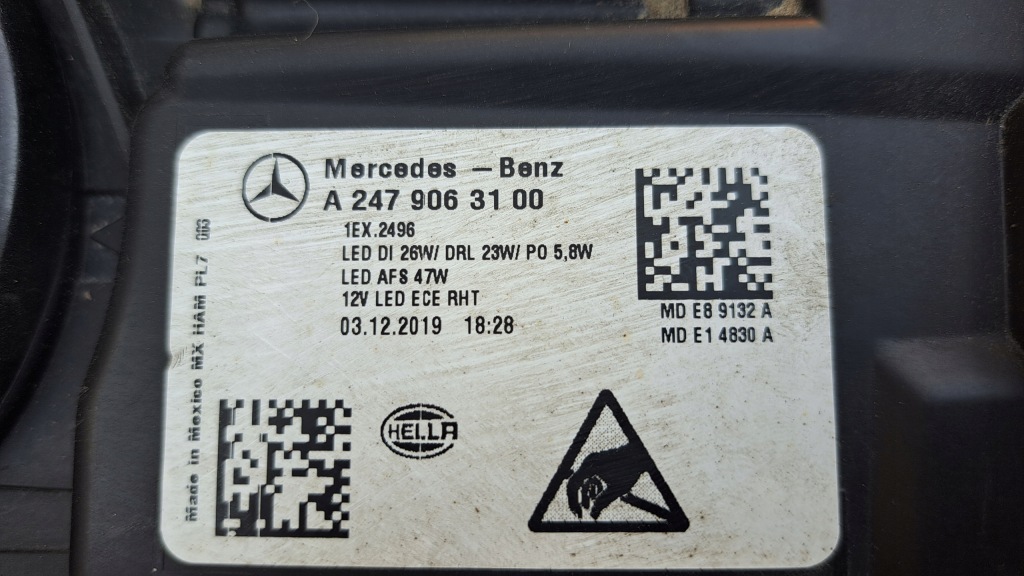 Mercedes - Benz
A 247 906 31 00
1EX.2496
LED DI 26W/ DRL 23W/ PO 5,8W
LED AFS 47W
12V LED ECE RHT
03.12.2019 18:28
MD E8 9132 A
MD E1 4830 A
Made in Mexico MX HAM PL7
HELLA